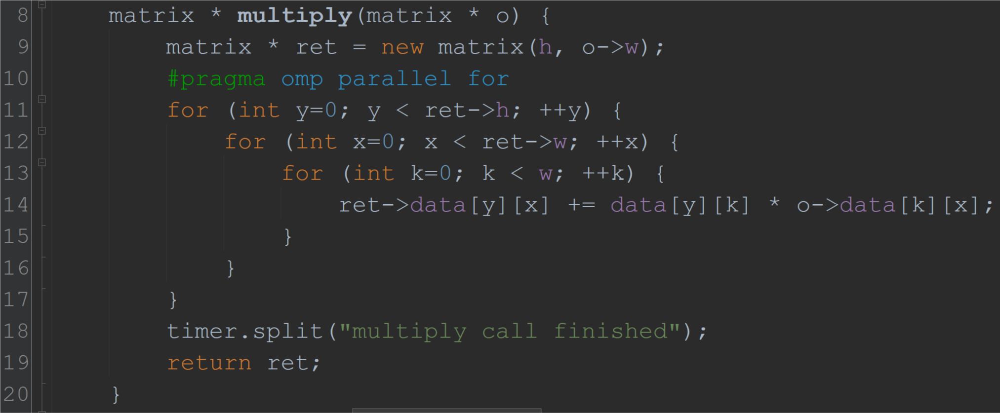 8 matrix * multiply(matrix * o) {
9 matrix * ret = new matrix(h, o->w);
10 #pragma omp parallel for
11 for (int y=0; y < ret->h; ++y) {
12 for (int x=0; x < ret->w; ++x) {
13 for (int k=0; k < w; ++k) {
14 ret->data[y][x] += data[y][k] * o->data[k][x];
15 }
16 }
17 }
18 timer.split("multiply call finished");
19 return ret;
20 }